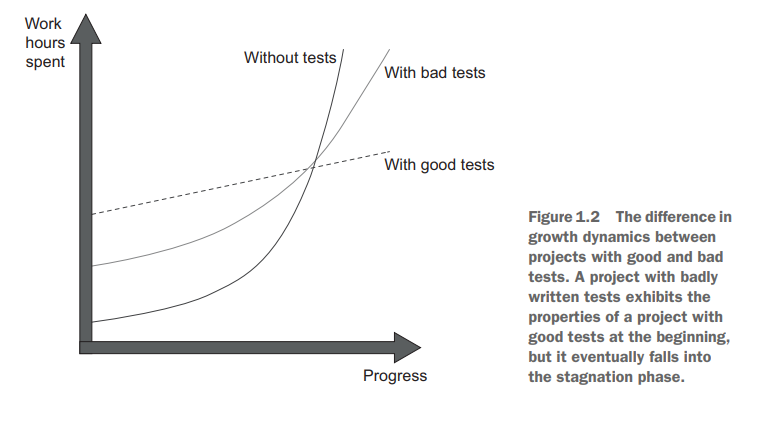 Work
hours
spent
Without tests
With bad tests
With good tests
Progress
Figure 1.2 The difference in
growth dynamics between
projects with good and bad
tests. A project with badly
written tests exhibits the
properties of a project with
good tests at the beginning,
but it eventually falls into
the stagnation phase.